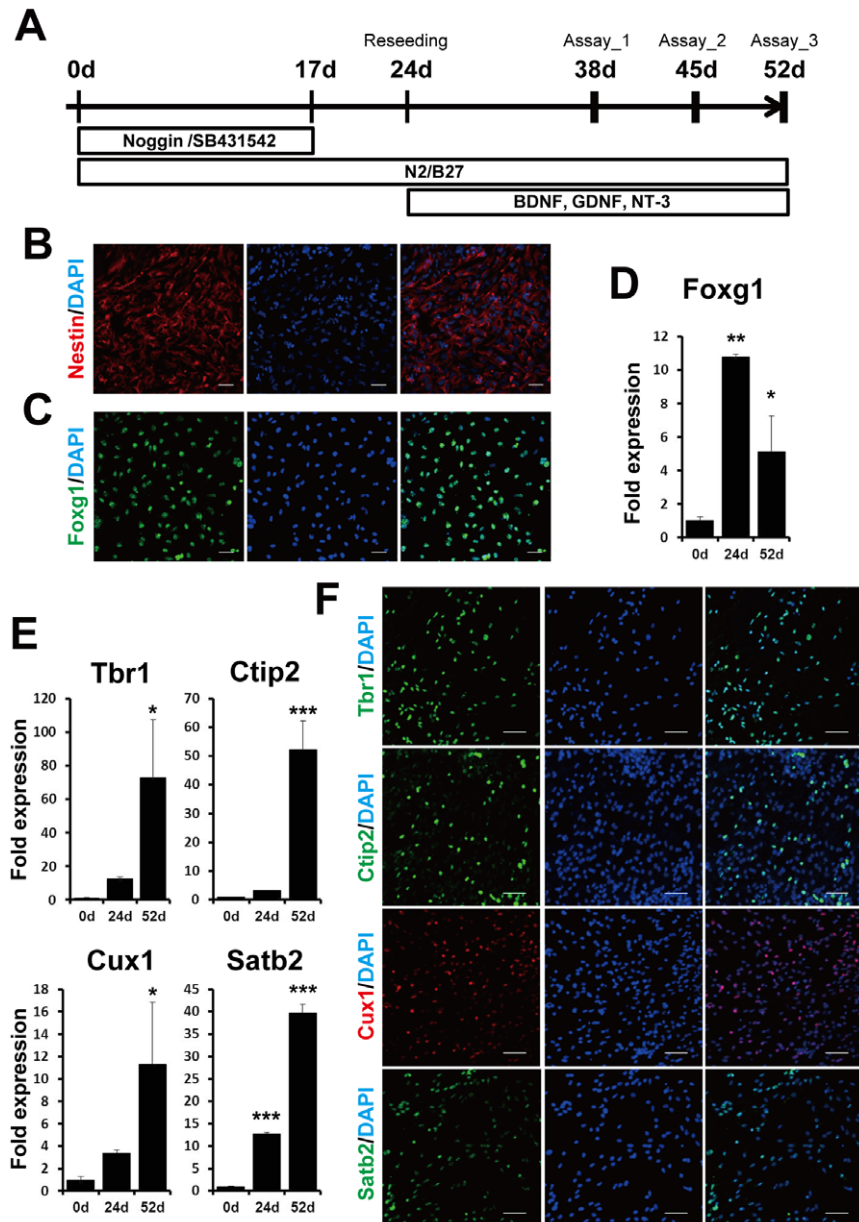 A
Reseeding Assay_1 Assay_2 Assay_3
0d 17d 24d 38d 45d 52d
Noggin /SB431542
N2/B27
BDNF, GDNF, NT-3
B
Nestin/DAPI
C
Foxg1/DAPI
D
Foxg1
Fold expression
12
10
8
6
4
2
0
**
*
0d 24d 52d
E
Tbr1
Fold expression
120
100
80
60
40
20
0
*
0d 24d 52d
Ctip2
70
60
50
40
30
20
10
0
***
0d 24d 52d
Cux1
Fold expression
18
16
14
12
10
8
6
4
2
0
*
0d 24d 52d
Satb2
45
40
35
30
25
20
15
10
5
0
***
***
0d 24d 52d
F
Tbr1/DAPI
Ctip2/DAPI
Cux1/DAPI
Satb2/DAPI